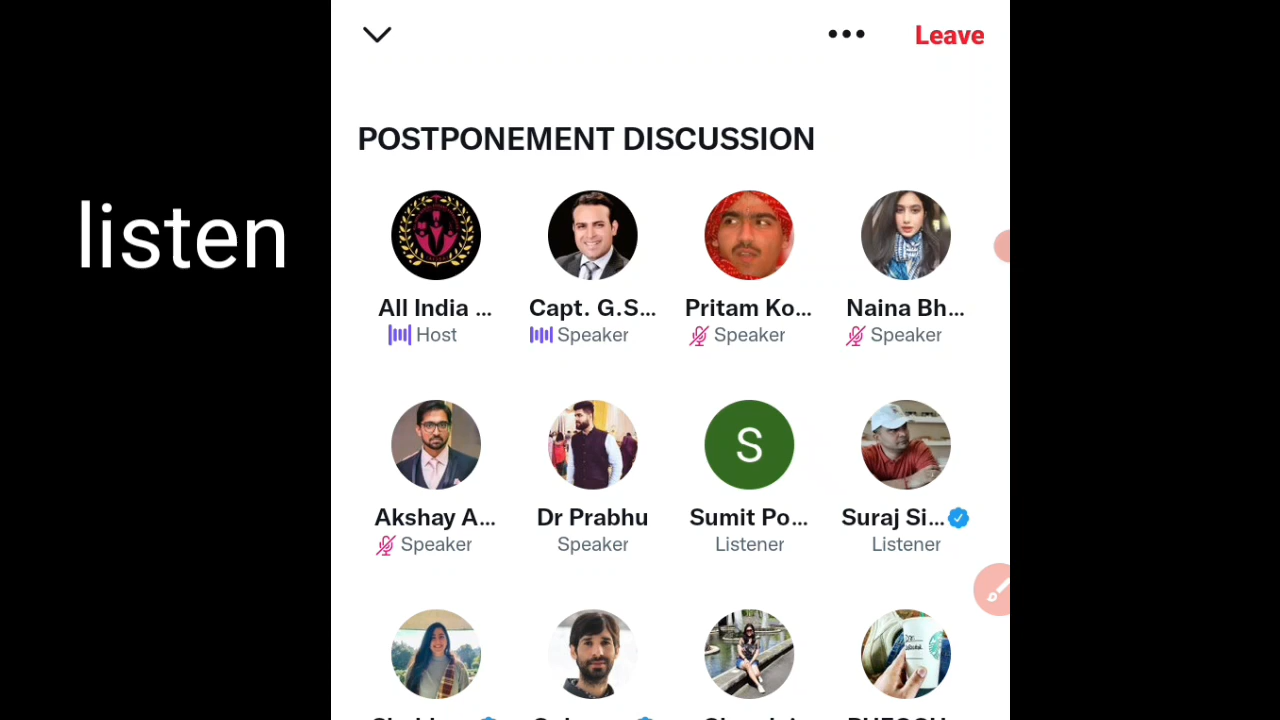 Leave
POSTPONEMENT DISCUSSION
listen
All India ... Capt. G.S... Pritam Ko... Naina Bh...
Host Speaker Speaker Speaker
S
Akshay A... Dr Prabhu Sumit Po... Suraj Si...
Speaker Speaker Listener Listener